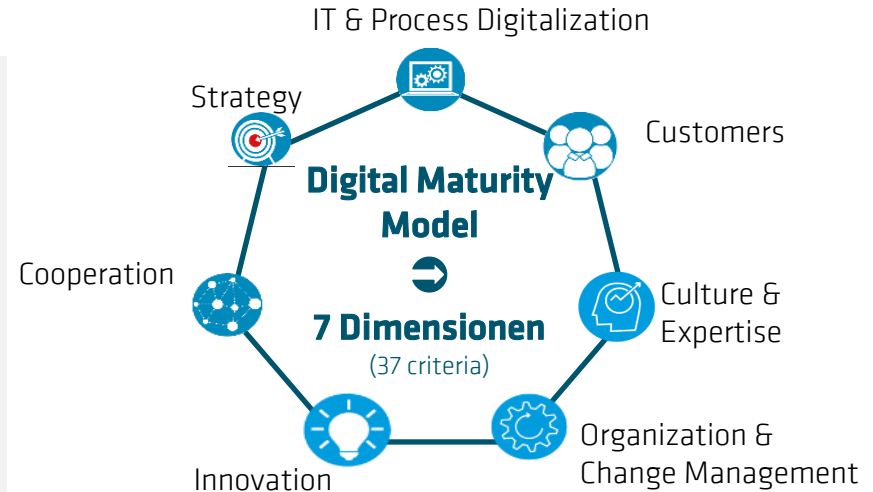 IT & Process Digitalization
Strategy
Customers
Digital Maturity
Model
Cooperation
Culture &
Expertise
7 Dimensionen
(37 criteria)
Organization &
Change Management
Innovation